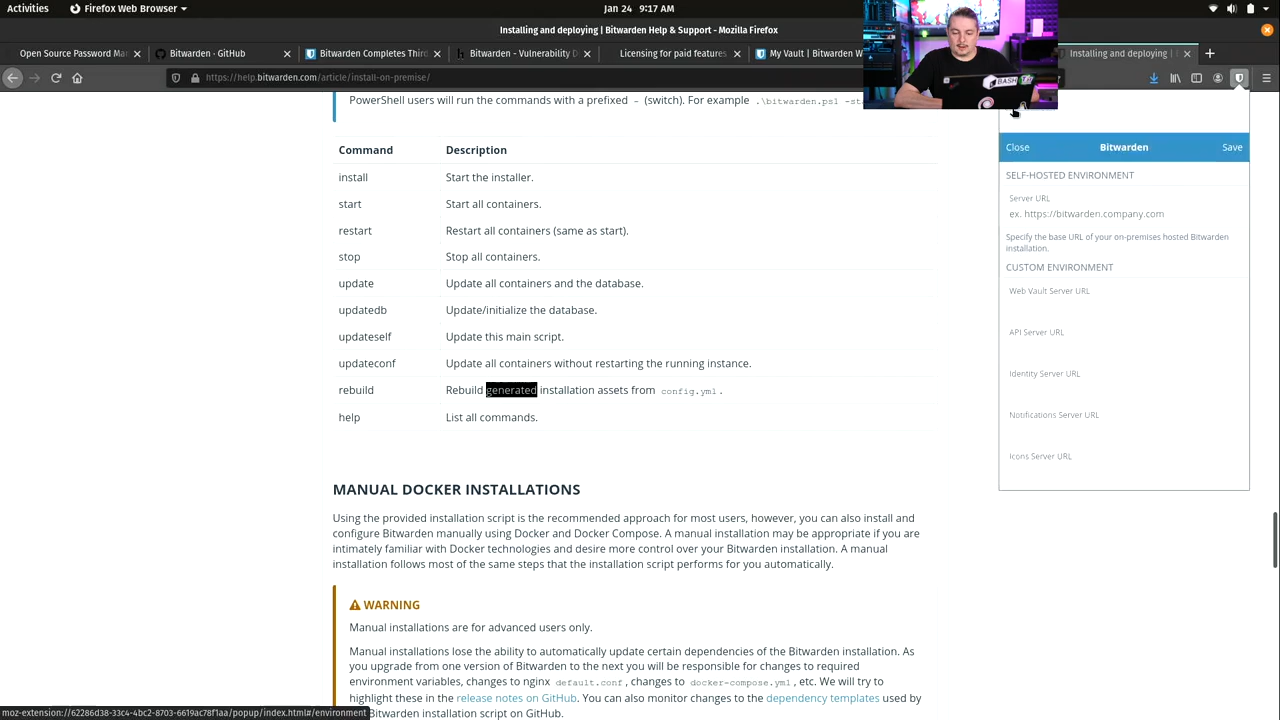 Activities
Firefox Web Browser
Jan 24 9:17 AM
talling and deploying | Bitwarden Help & Support - Mozilla Firefox
open Source Password Mar
Bitwarden · GitHub
Bitwarden Completes Thi
Bitwarden - Vulnerability D
Licensing for paid features
My Vault | Bitwarden W
Installing and deploying |
https://help.bitwarden.com/article/install-on-premise/
PowerShell users will run the commands with a prefixed - (switch). For example .\bitwarden.ps1 -sta
BASH
Command Description
install Start the installer.
start Start all containers.
restart Restart all containers (same as start).
stop Stop all containers.
update Update all containers and the database.
updatedb Update/initialize the database.
updateself Update this main script.
updateconf Update all containers without restarting the running instance.
rebuild Rebuild generated installation assets from config.yml.
help List all commands.
MANUAL DOCKER INSTALLATIONS
Using the provided installation script is the recommended approach for most users, however, you can also install and
configure Bitwarden manually using Docker and Docker Compose. A manual installation may be appropriate if you are
intimately familiar with Docker technologies and desire more control over your Bitwarden installation. A manual
installation follows most of the same steps that the installation script performs for you automatically.
WARNING
Manual installations are for advanced users only.
Manual installations lose the ability to automatically update certain dependencies of the Bitwarden installation. As
you upgrade from one version of Bitwarden to the next you will be responsible for changes to required
environment variables, changes to nginx default.conf, changes to docker-compose.yml, etc. We will try to
highlight these in the release notes on GitHub. You can also monitor changes to the dependency templates used by
Bitwarden installation script on GitHub.
moz-extension://62286d38-33c4-4bc2-8703-6619ac78f1aa/popup/index.html#/environment
Close Bitwarden Save
SELF-HOSTED ENVIRONMENT
Server URL
ex. https://bitwarden.company.com
Specify the base URL of your on-premises hosted Bitwarden
installation.
CUSTOM ENVIRONMENT
Web Vault Server URL
API Server URL
Identity Server URL
Notifications Server URL
Icons Server URL